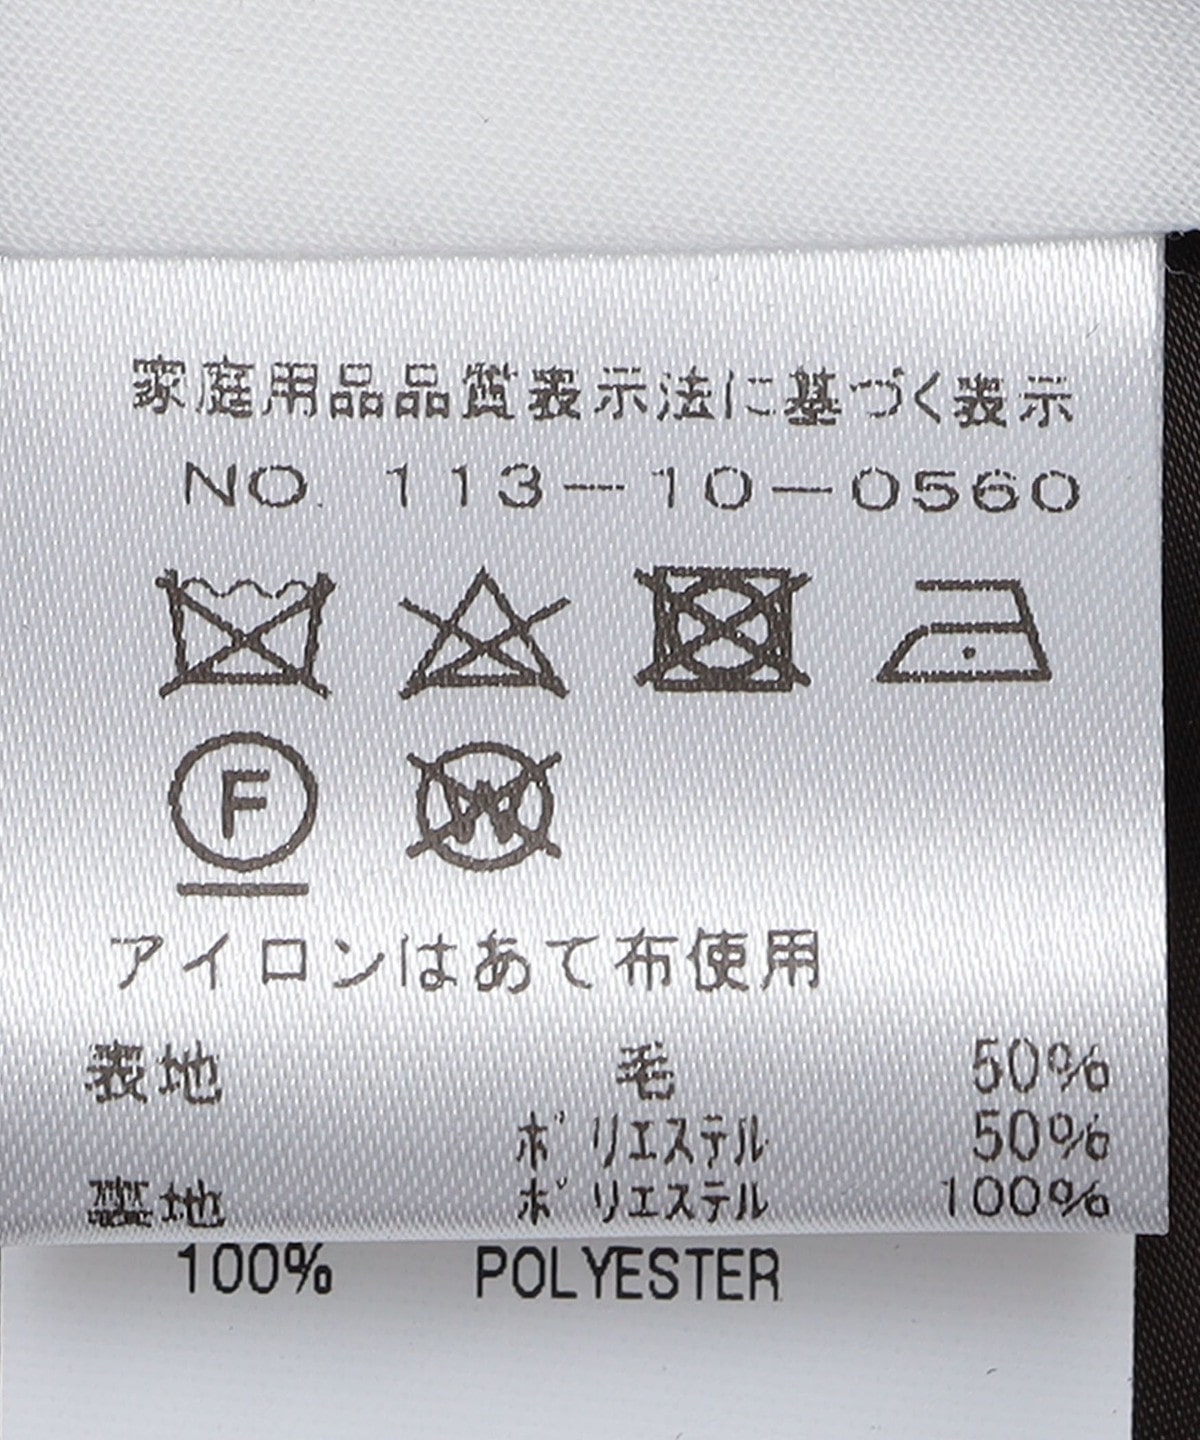 家庭用品品質表示法に基づく表示
NO. 113-10-0560
F W
アイロンはあて布使用
表地 毛 50%
ポリエステル 50%
裏地 ポリエステル 100%
100% POLYESTER